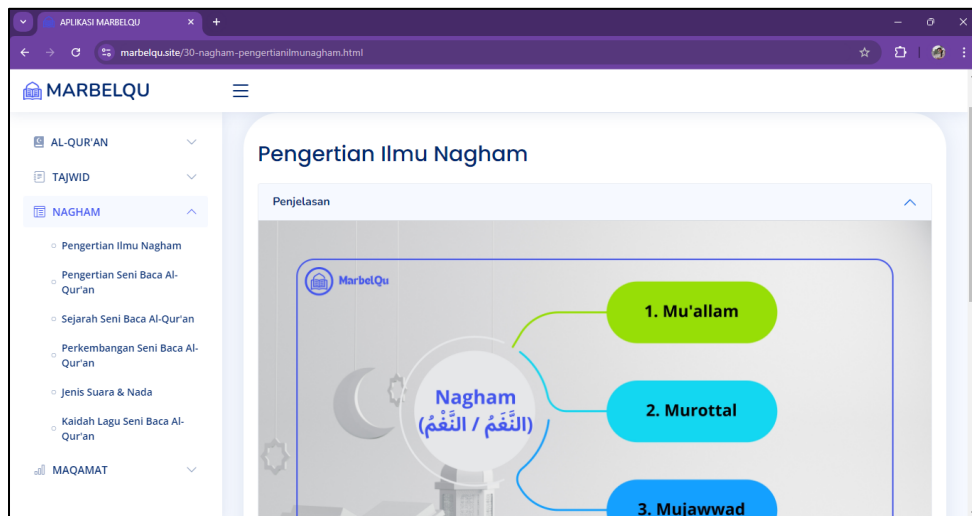 APLIKASI MARBELQU
marbelqu.site/30-nagham-pengertianilmunagham.html
MARBELQU
AL-QUR'AN
TAJWID
NAGHAM
Pengertian Ilmu Nagham
Pengertian Seni Baca Al-
Qur'an
Sejarah Seni Baca Al-Qur'an
Perkembangan Seni Baca Al-
Qur'an
Jenis Suara & Nada
Kaidah Lagu Seni Baca Al-
Qur'an
MAQAMAT
Pengertian Ilmu Nagham
Penjelasan
MarbelQu
Nagham
(النَّغَمُ / النَّغْمُ)
1. Mu'allam
2. Murottal
3. Mujawwad